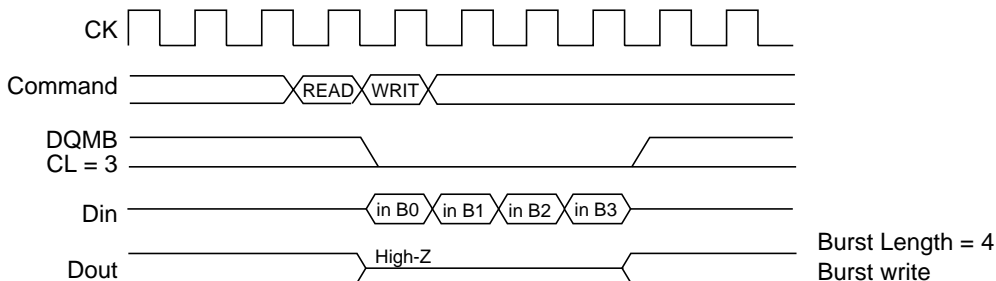 CK
Command
READ WRIT
DQMB
CL = 3
Din
in B0 in B1 in B2 in B3
High-Z
Dout
Burst Length = 4
Burst write